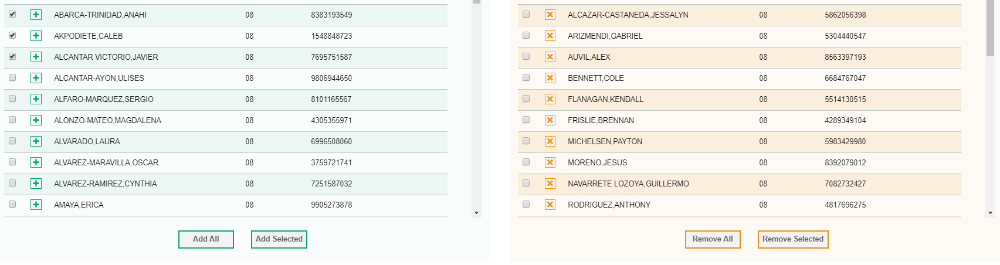 ABARCA-TRINIDAD,ANAHI 08 8383193549
AKPODIETE,CALEB 08 1548848723
ALCANTAR VICTORIO,JAVIER 08 7695751587
ALCANTAR-AYON,ULISES 08 9806944650
ALFARO-MARQUEZ,SERGIO 08 8101165567
ALONZO-MATEO,MAGDALENA 08 4305355971
ALVARADO,LAURA 08 6996508060
ALVAREZ-MARAVILLA,OSCAR 08 3759721741
ALVAREZ-RAMIREZ,CYNTHIA 08 7251587032
AMAYA,ERICA 08 9905273878
Add All Add Selected
ALCAZAR-CASTANEDA,JESSALYN 08 5862056398
ARIZMENDI,GABRIEL 08 5304440547
AUVIL,ALEX 08 8563397193
BENNETT,COLE 08 6684767047
FLANAGAN,KENDALL 08 5514130515
FRISLIE,BRENNAN 08 4289349104
MICHELSEN,PAYTON 08 5983429980
MORENO,JESUS 08 8392079012
NAVARRETE LOZOYA,GUILLERMO 08 7082732427
RODRIGUEZ,ANTHONY 08 4817696275
Remove All Remove Selected